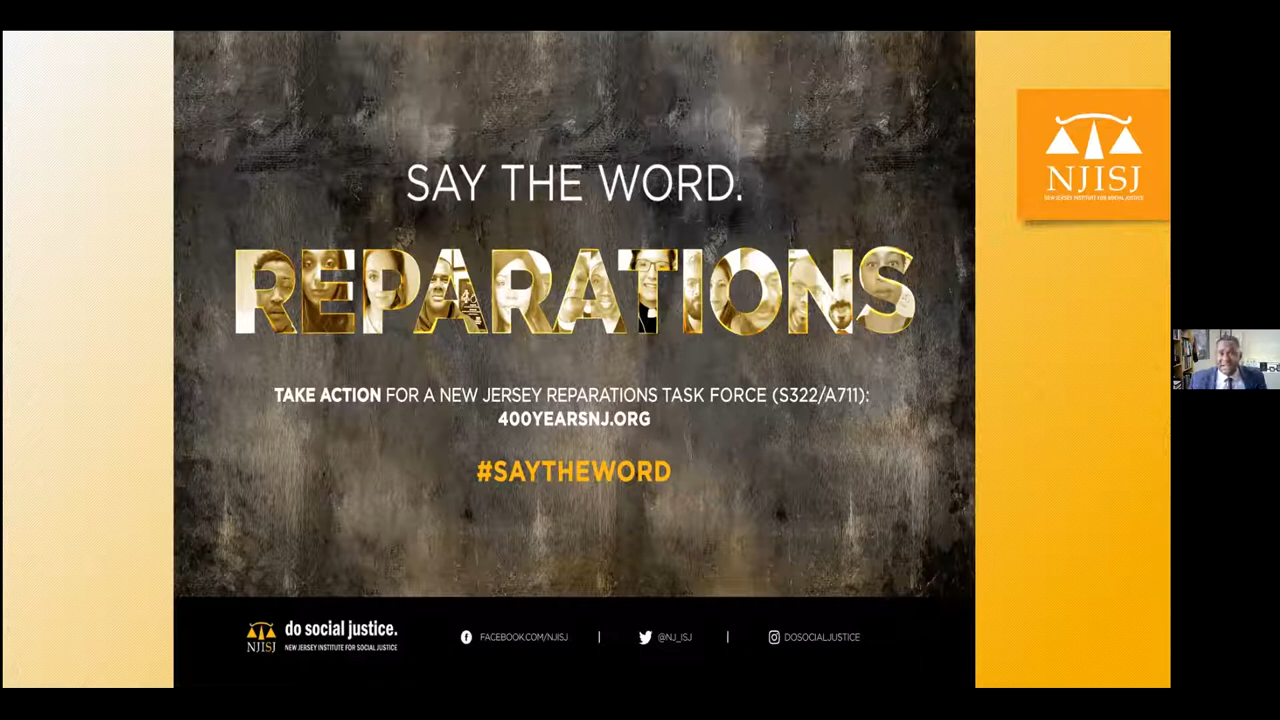 SAY THE WORD.
REPARATIONS
TAKE ACTION FOR A NEW JERSEY REPARATIONS TASK FORCE (S322/A711):
400YEARSNJ.ORG
#SAYTHEWORD
NJISJ
NEW JERSEY INSTITUTE FOR SOCIAL JUSTICE
NJISJ
do social justice.
NEW JERSEY INSTITUTE FOR SOCIAL JUSTICE
FACEBOOK.COM/NJISJ | @NJ_ISJ | DOSOCIALJUSTICE